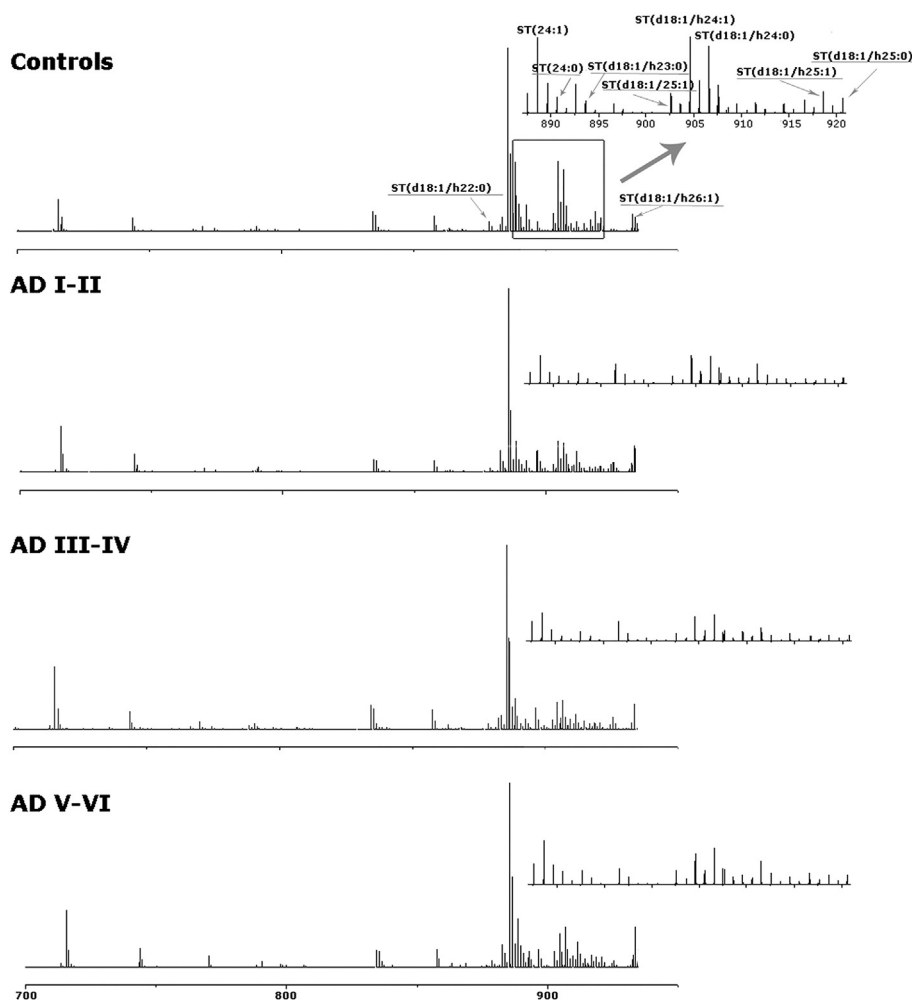 Controls
ST(24:1)
ST(d18:1/h24:1)
ST(d18:1/h24:0)
ST(d18:1/h25:0)
ST(24:0)
ST(d18:1/h23:0)
ST(d18:1/h25:1)
ST(d18:1/25:1)
890 895 900 905 910 915 920
ST(d18:1/h22:0)
ST(d18:1/h26:1)
AD I-II
AD III-IV
AD V-VI
700 800 900